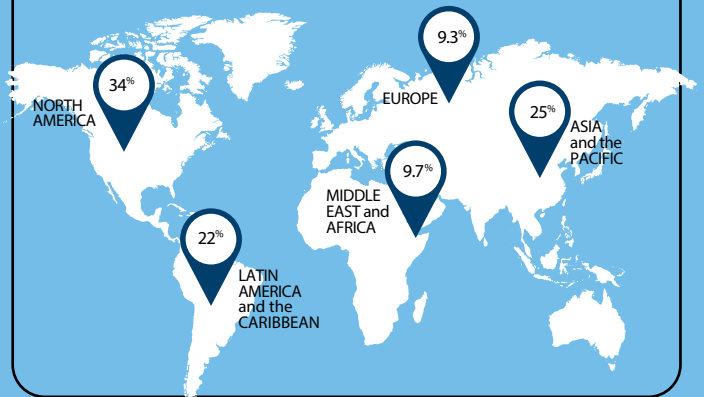 9.3%
EUROPE
34%
NORTH
AMERICA
25%
ASIA
and the
PACIFIC
9.7%
MIDDLE
EAST and
AFRICA
22%
LATIN
AMERICA
and the
CARIBBEAN